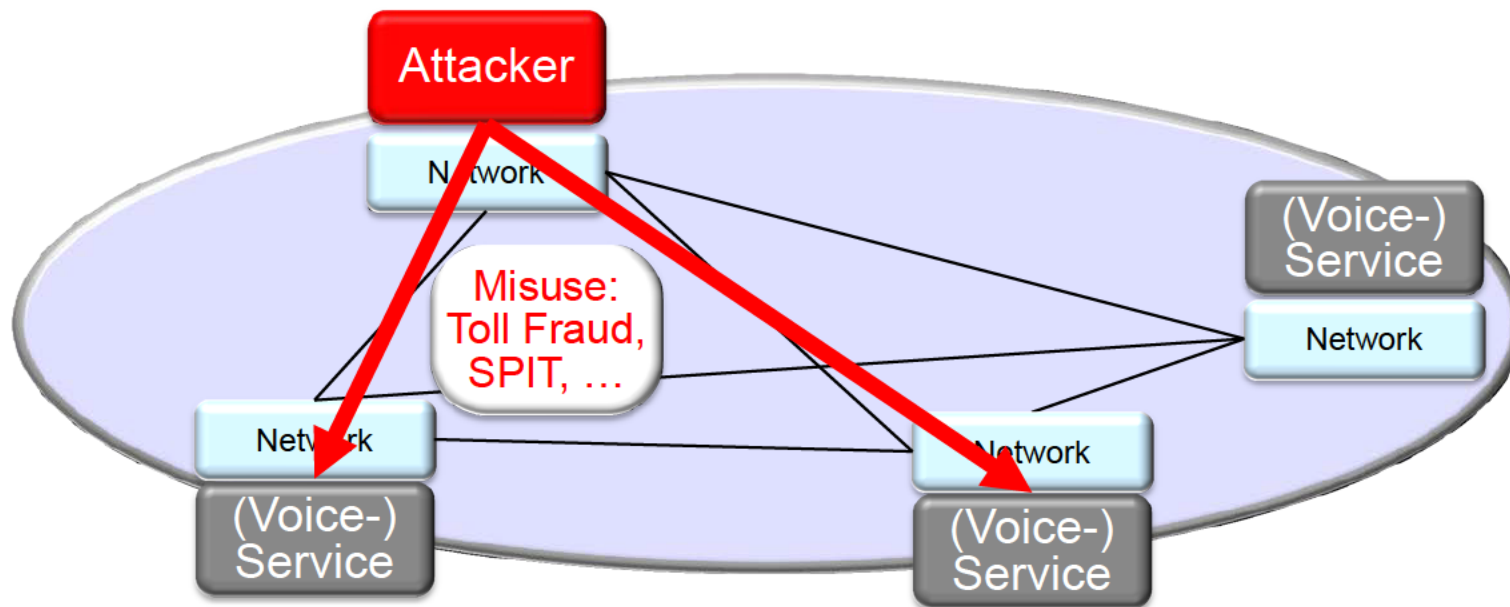 Attacker
Network
(Voice-)
Service
Network
Misuse:
Toll Fraud,
SPIT, …
Network
(Voice-)
Service
Network
(Voice-)
Service